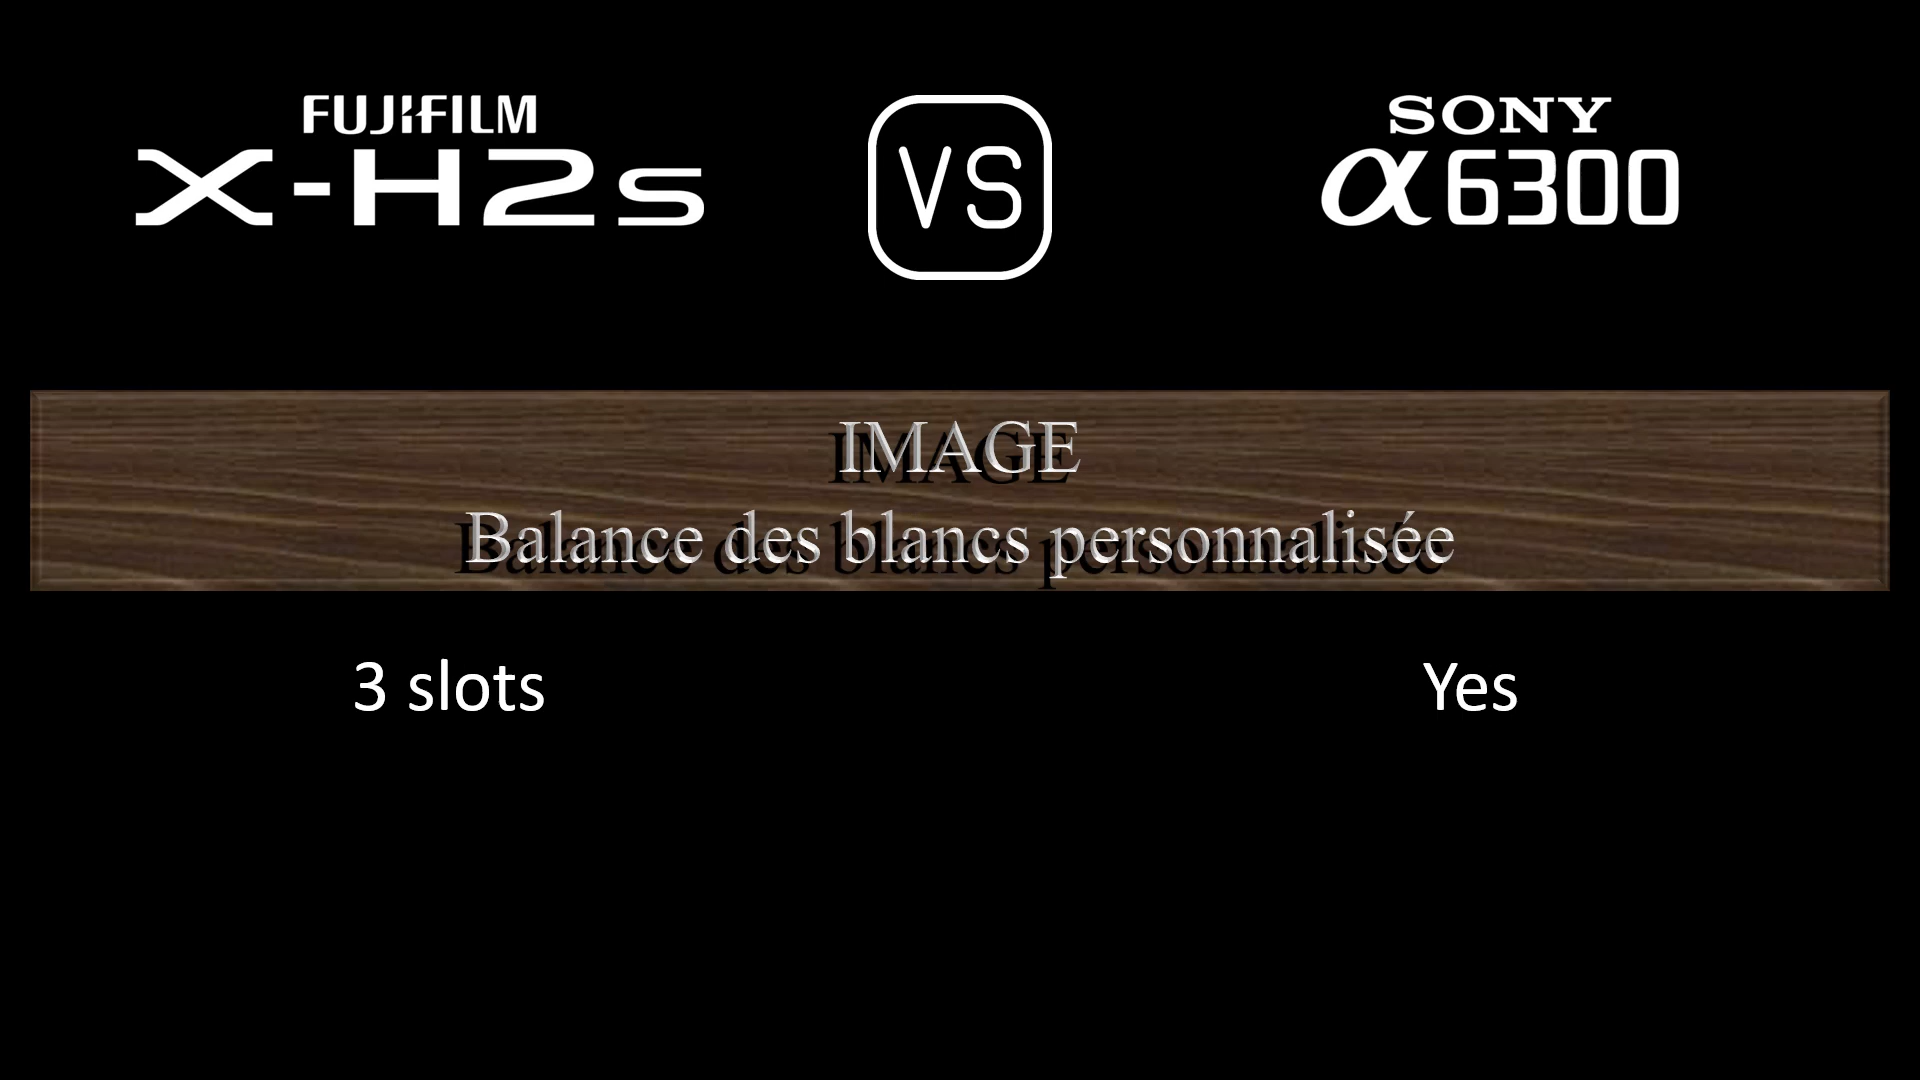 FUJIFILM
X-H2s
VS
SONY
α6300
IMAGE
Balance des blancs personnalisée
3 slots
Yes